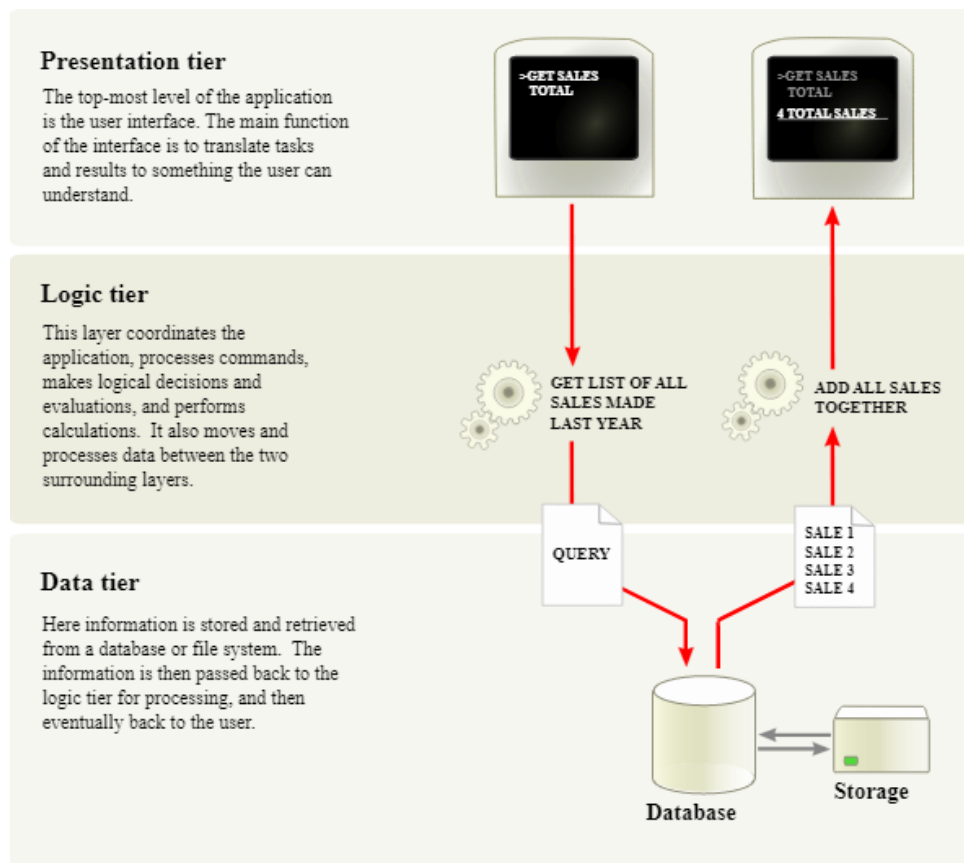 Presentation tier
The top-most level of the application
is the user interface. The main function
of the interface is to translate tasks
and results to something the user can
understand.
>GET SALES
TOTAL
>GET SALES
TOTAL
4 TOTAL SALES
Logic tier
This layer coordinates the
application, processes commands,
makes logical decisions and
evaluations, and performs
calculations.  It also moves and
processes data between the two
surrounding layers.
GET LIST OF ALL
SALES MADE
LAST YEAR
ADD ALL SALES
TOGETHER
QUERY
SALE 1
SALE 2
SALE 3
SALE 4
Data tier
Here information is stored and retrieved
from a database or file system.  The
information is then passed back to the
logic tier for processing, and then
eventually back to the user.
Database
Storage